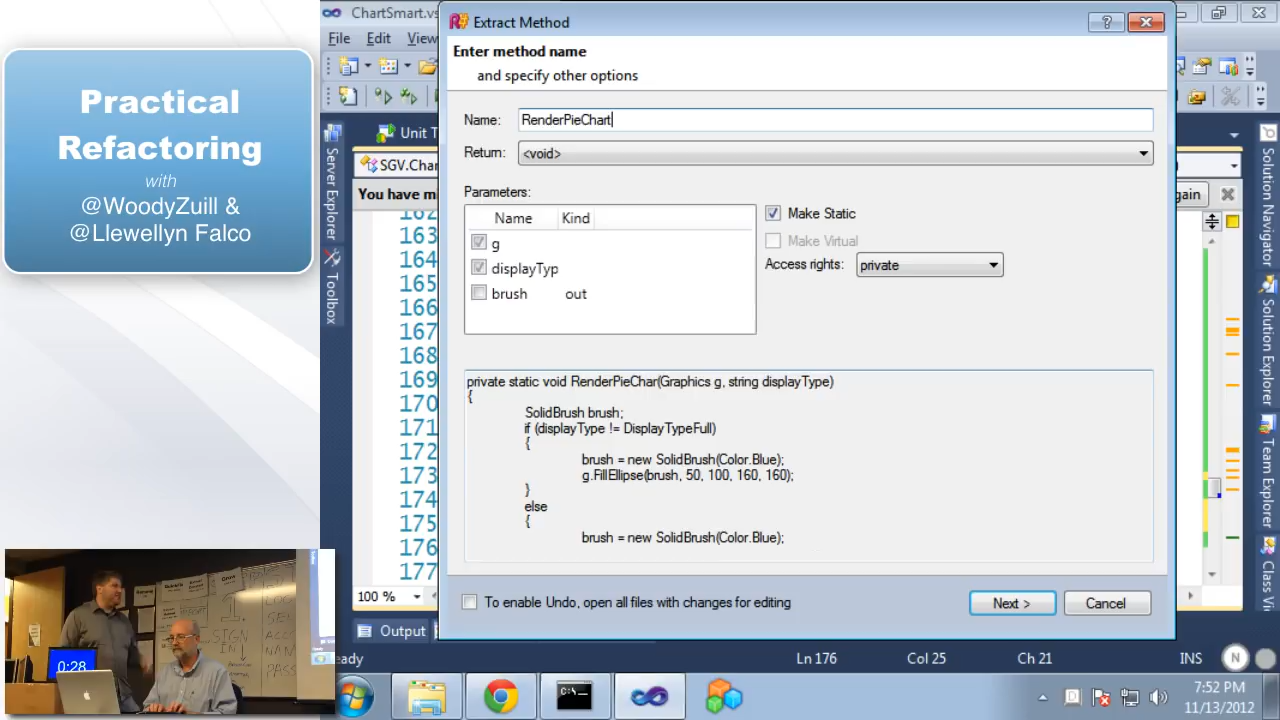 Practical
Refactoring
with
@WoodyZuill &
@Llewellyn Falco
0:28
ChartSmart.vs
File Edit View
Server Explorer
Toolbox
Unit T
SGV.Char
You have m
162
163
164
165
166
167
168
169
170
171
172
173
174
175
176
177
100 %
Output
eady
Ln 176 Col 25 Ch 21 INS
N
gain
Solution Navigator
Solution Explorer
Team Explorer
Class View
Extract Method
?
Enter method name
and specify other options
Name: RenderPieChart
Return: <void>
Parameters:
Name Kind
g
displayTyp
brush out
Make Static
Make Virtual
Access rights: private
private static void RenderPieChar(Graphics g, string displayType)
{
SolidBrush brush;
if (displayType != DisplayTypeFull)
{
brush = new SolidBrush(Color.Blue);
g.FillEllipse(brush, 50, 100, 160, 160);
}
else
{
brush = new SolidBrush(Color.Blue);
To enable Undo, open all files with changes for editing
Next >
Cancel
7:52 PM
11/13/2012